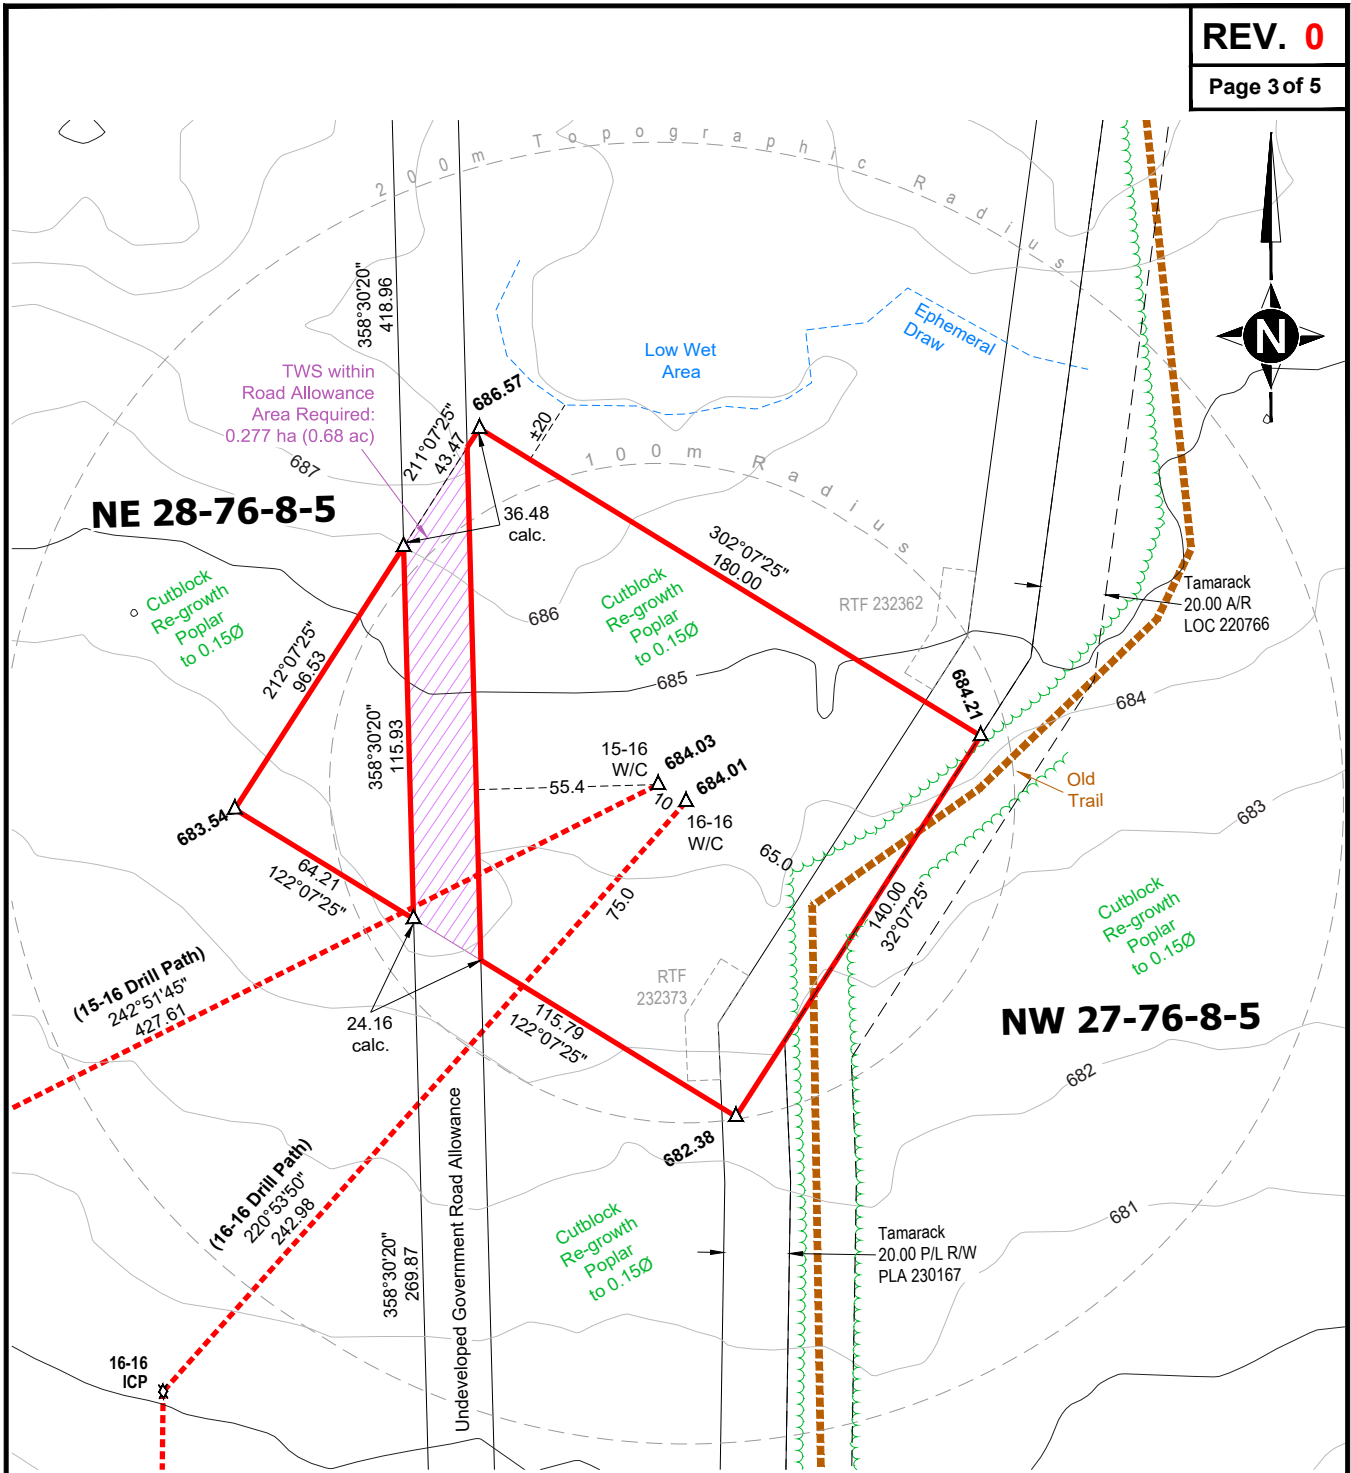 REV. 0
Page 3 of 5
200m Topographic Radius
358°30'20"
418.96
Ephemeral
Draw
Low Wet
Area
TWS within
Road Allowance
Area Required:
0.277 ha (0.68 ac)
686.57
±20
211°07'25"
43.47
100m Radius
687
N
NE 28-76-8-5
36.48
calc.
302°07'25"
180.00
Cutblock
Re-growth
Poplar
to 0.15Ø
686
Cutblock
Re-growth
Poplar
to 0.15Ø
RTF 232362
Tamarack
20.00 A/R
LOC 220766
212°07'25"
96.53
685
684.21
684
358°30'20"
115.93
15-16
W/C
684.03
684.01
55.4
10
16-16
W/C
Old
Trail
683
683.54
64.21
122°07'25"
65.0
75.0
140.00
32°07'25"
Cutblock
Re-growth
Poplar
to 0.15Ø
(15-16 Drill Path)
242°51'45"
427.61
RTF
232373
24.16
calc.
115.79
122°07'25"
NW 27-76-8-5
682
682.38
Undeveloped Government Road Allowance
(16-16 Drill Path)
220°53'50"
242.98
681
Cutblock
Re-growth
Poplar
to 0.15Ø
358°30'20"
269.87
Tamarack
20.00 P/L R/W
PLA 230167
16-16
ICP